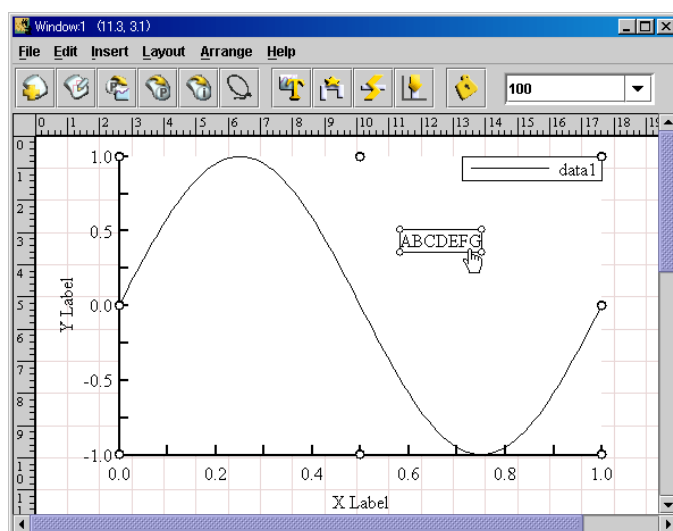 Window:1 (11.3, 3.1)
File Edit Insert Layout Arrange Help
P P I T 100
0 1 2 3 4 5 6 7 8 9 10 11 12 13 14 15 16 17 18 19
0
1
2
3
4
5
6
7
8
9
10
11
1.0
0.5
0.0
-0.5
-1.0
Y Label
data1
ABCDEFG
0.0 0.2 0.4 0.6 0.8 1.0
X Label